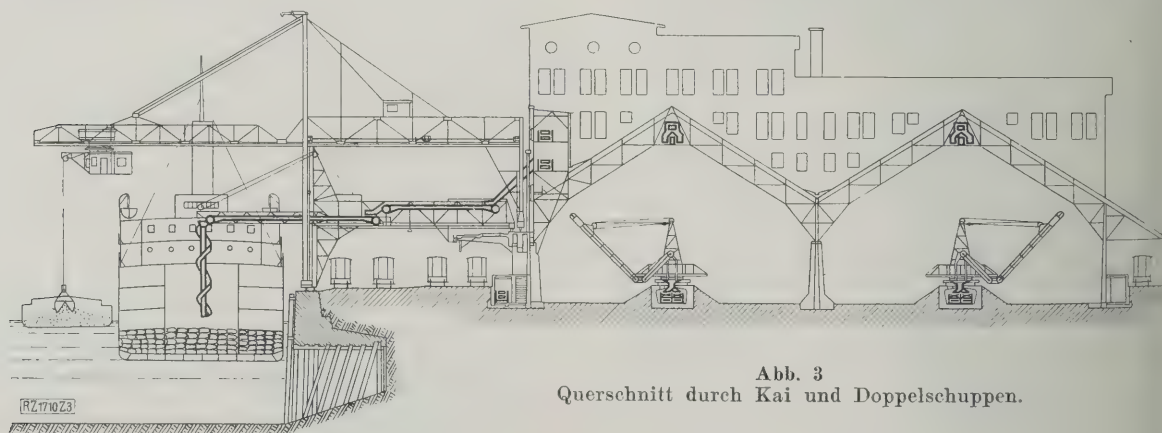 RZ1710Z3
Abb. 3
Querschnitt durch Kai und Doppelschuppen.